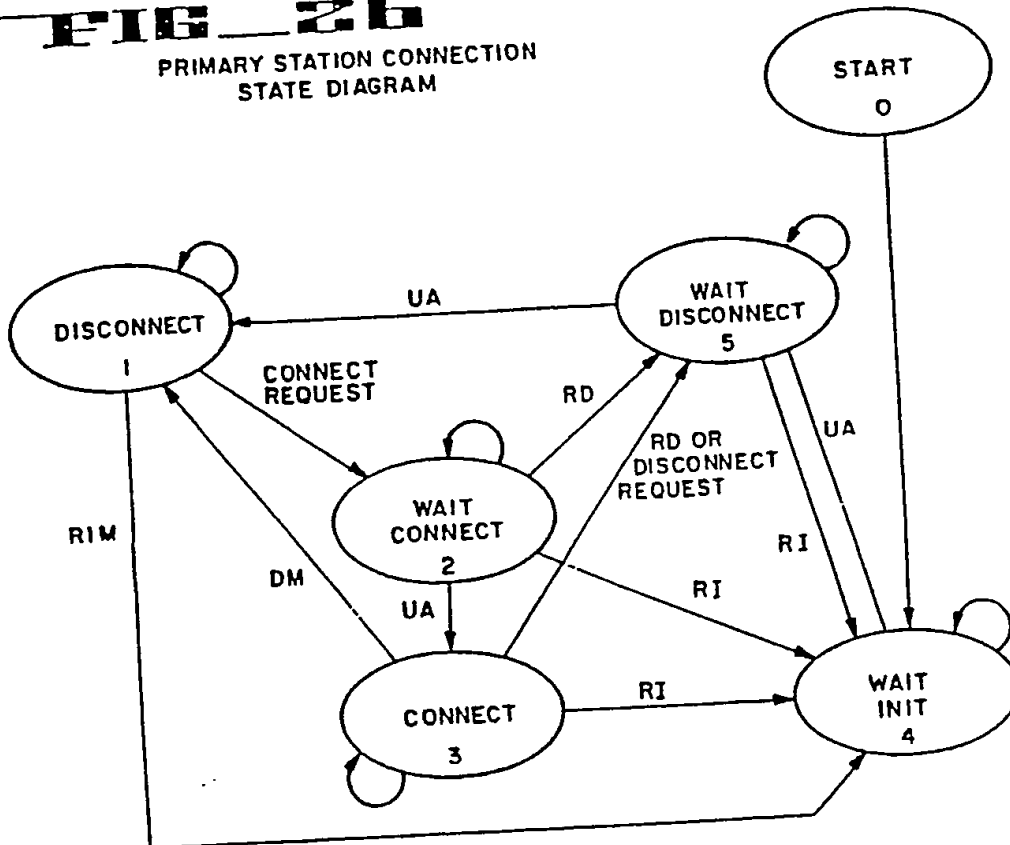 FIG_2b
PRIMARY STATION CONNECTION
STATE DIAGRAM
START
0
WAIT
DISCONNECT
5
DISCONNECT
1
UA
CONNECT
REQUEST
RD
RD OR
DISCONNECT
REQUEST
UA
WAIT
CONNECT
2
RIM
DM
UA
RI
RI
CONNECT
3
RI
WAIT
INIT
4